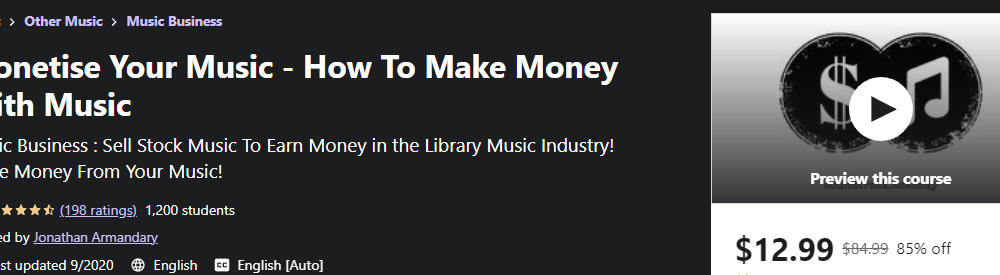 Other Music > Music Business
onetise Your Music - How To Make Money
ith Music
ic Business : Sell Stock Music To Earn Money in the Library Music Industry!
e Money From Your Music!
(198 ratings) 1,200 students
ed by Jonathan Armandary
st updated 9/2020 English CC English [Auto]
$
Preview this course
$12.99 $84.99 85% off